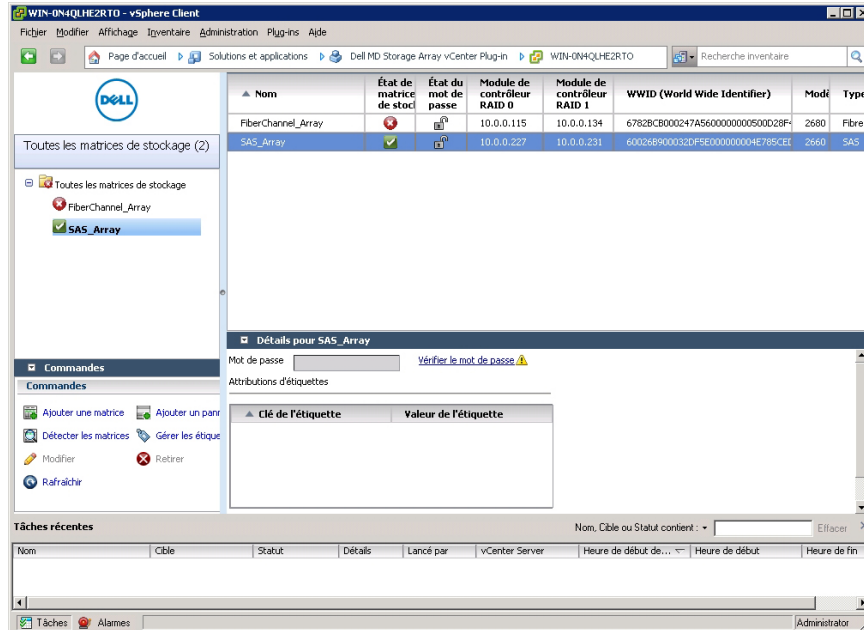 WIN-0N4QLHE2RTO - vSphere Client
Fichier Modifier Affichage Inventaire Administration Plug-ins Aide
Page d'accueil Solutions et applications Dell MD Storage Array vCenter Plug-in WIN-0N4QLHE2RTO Recherche inventaire
DELL
Toutes les matrices de stockage (2)
Toutes les matrices de stockage
FiberChannel_Array
SAS_Array
Nom État de matrice de stocl État du mot de passe Module de contrôleur RAID 0 Module de contrôleur RAID 1 WWID (World Wide Identifier) Modè Type
FiberChannel_Array 10.0.0.115 10.0.0.134 6782BCB000247A5600000000500D28F4 2680 Fibre
SAS_Array 10.0.0.227 10.0.0.231 2660 SAS
Détails pour SAS_Array
Mot de passe Vérifier le mot de passe
Attributions d'étiquettes
Clé de l'étiquette Valeur de l'étiquette
Commandes
Commandes
Ajouter une matrice Ajouter un pann
Détecter les matrices Gérer les étique
Modifier Retirer
Rafraîchir
Tâches récentes Nom, Cible ou Statut contient : Effacer
Nom Cible Statut Détails Lancé par vCenter Server Heure de début de... Heure de début Heure de fin
Tâches Alarmes Administrator